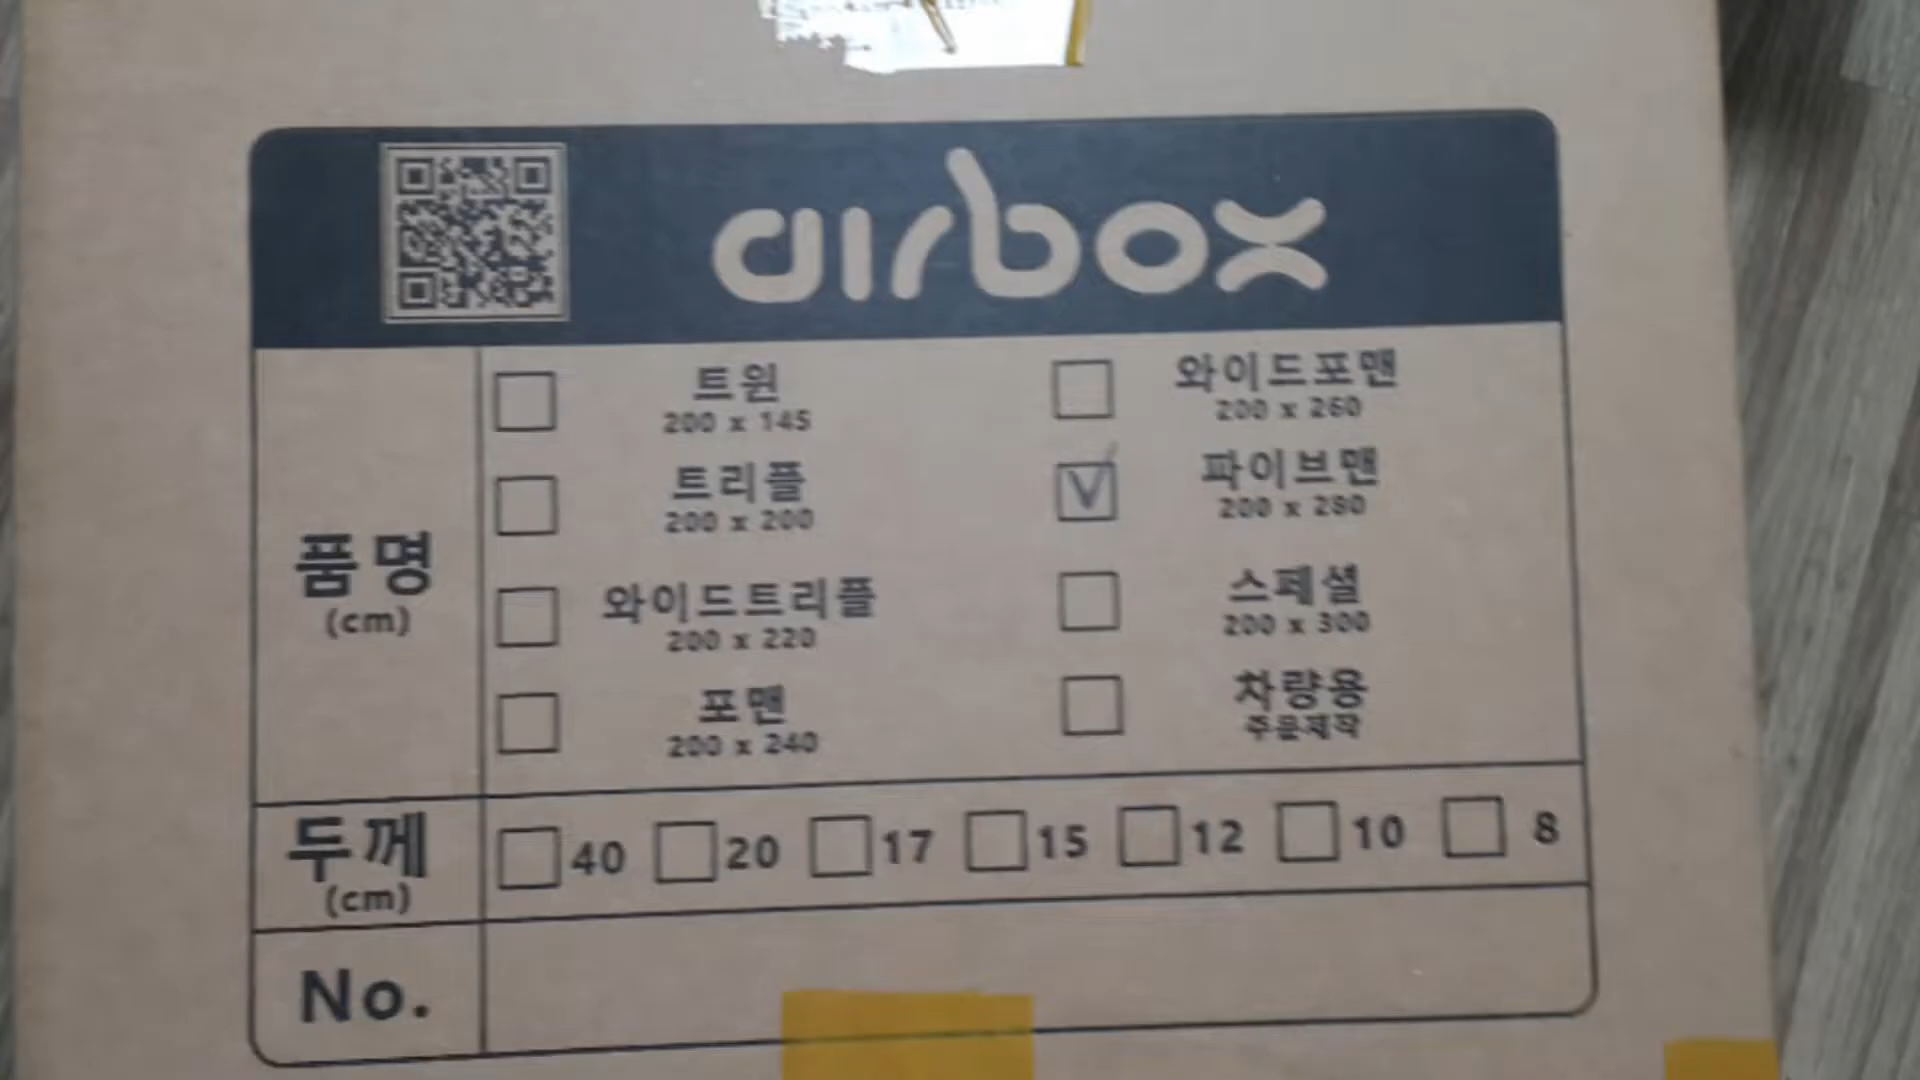 airbox
품명
(cm)
트윈
200 x 145
와이드포맨
200 x 260
트리플
200 x 200
V
파이브맨
200 x 280
와이드트리플
200 x 220
스페셜
200 x 300
포맨
200 x 240
차량용
주문제작
두께
(cm)
40 20 17 15 12 10 8
No.